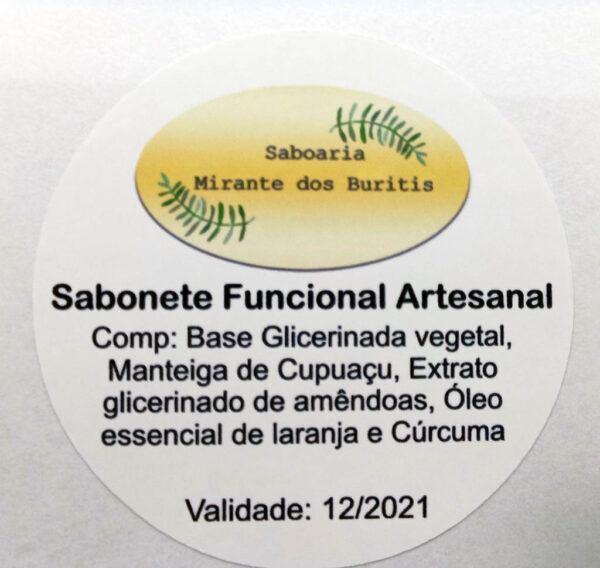 Saboaria
Mirante dos Buritis
Sabonete Funcional Artesanal
Comp: Base Glicerinada vegetal,
Manteiga de Cupuaçu, Extrato
glicerinado de amêndoas, Óleo
essencial de laranja e Cúrcuma
Validade: 12/2021